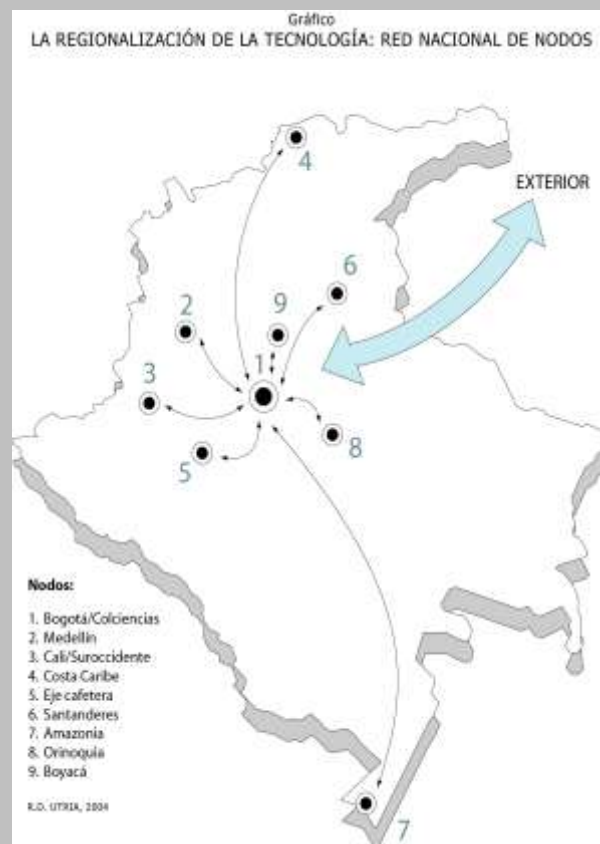 Gráfico
LA REGIONALIZACIÓN DE LA TECNOLOGÍA: RED NACIONAL DE NODOS
4
EXTERIOR
6
2
9
1
3
8
5
Nodos:
1. Bogotá/Colciencias
2. Medellín
3. Cali/Suroccidente
4. Costa Caribe
5. Eje cafetera
6. Santanderes
7. Amazonia
8. Orinoquia
9. Boyacá
R.D. UTRIA, 2004
7